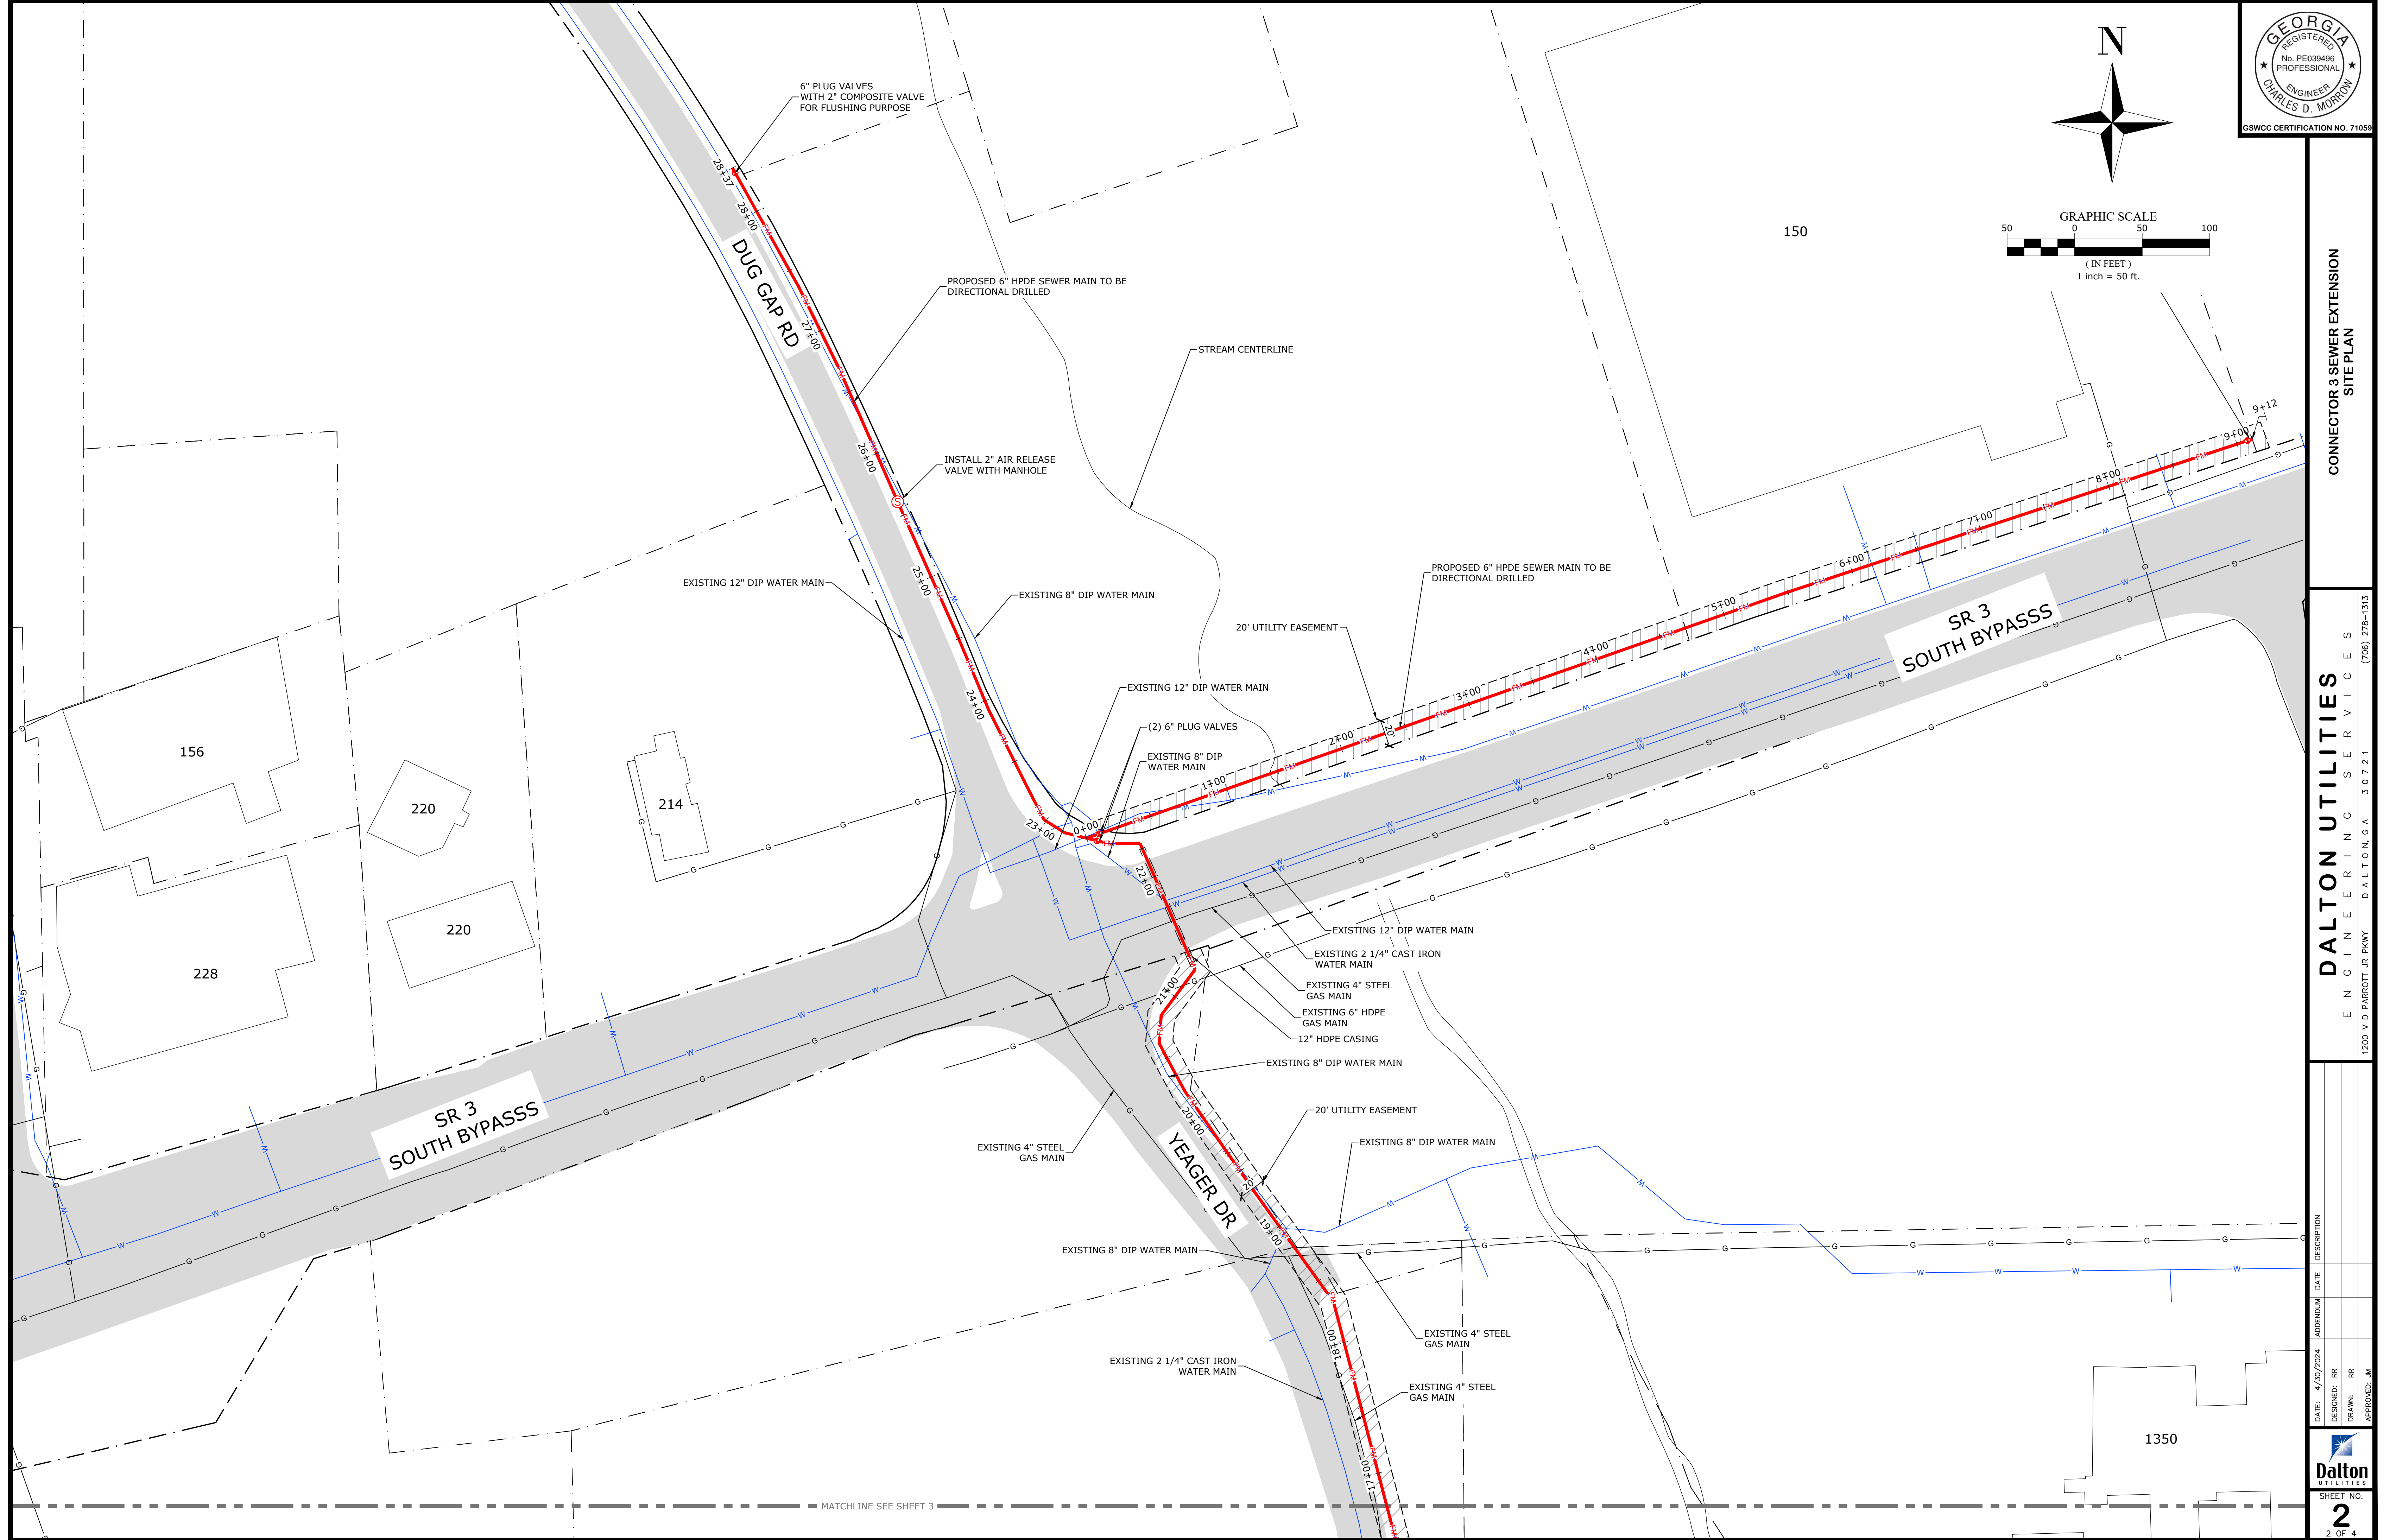 6" PLUG VALVES
WITH 2" COMPOSITE VALVE
FOR FLUSHING PURPOSE
28+37
28+00
DUG GAP RD
27+00
PROPOSED 6" HPDE SEWER MAIN TO BE
DIRECTIONAL DRILLED
STREAM CENTERLINE
26+00
INSTALL 2" AIR RELEASE
VALVE WITH MANHOLE
25+00
EXISTING 12" DIP WATER MAIN
EXISTING 8" DIP WATER MAIN
24+00
EXISTING 12" DIP WATER MAIN
(2) 6" PLUG VALVES
EXISTING 8" DIP
WATER MAIN
23+00
0+00
1+00
2+00
3+00
4+00
5+00
6+00
7+00
8+00
9+00
9+12
20' UTILITY EASEMENT
20'
PROPOSED 6" HPDE SEWER MAIN TO BE
DIRECTIONAL DRILLED
150
N
GRAPHIC SCALE
50 0 50 100
( IN FEET )
1 inch = 50 ft.
SR 3
SOUTH BYPASSS
156
220
214
220
228
22+00
21+00
EXISTING 12" DIP WATER MAIN
EXISTING 2 1/4" CAST IRON
WATER MAIN
EXISTING 4" STEEL
GAS MAIN
EXISTING 6" HDPE
GAS MAIN
12" HDPE CASING
EXISTING 8" DIP WATER MAIN
SR 3
SOUTH BYPASSS
20+00
20' UTILITY EASEMENT
EXISTING 8" DIP WATER MAIN
EXISTING 4" STEEL
GAS MAIN
YEAGER DR
20'
19+00
EXISTING 8" DIP WATER MAIN
EXISTING 4" STEEL
GAS MAIN
18+00
EXISTING 2 1/4" CAST IRON
WATER MAIN
EXISTING 4" STEEL
GAS MAIN
17+00
1350
MATCHLINE SEE SHEET 3
GEORGIA
REGISTERED
No. PE039496
PROFESSIONAL
ENGINEER
CHARLES D. MORROW
GSWCC CERTIFICATION NO. 71059
CONNECTOR 3 SEWER EXTENSION
SITE PLAN
DALTON UTILITIES
ENGINEERING SERVICES
1200 V D PARROTT JR PKWY DALTON, GA 30721 (706) 278-1313
ADDENDUM DATE DESCRIPTION
DATE: 4/30/2024
DESIGNED: RR
DRAWN: RR
APPROVED: JM
Dalton
UTILITIES
SHEET NO.
2
2 OF 4